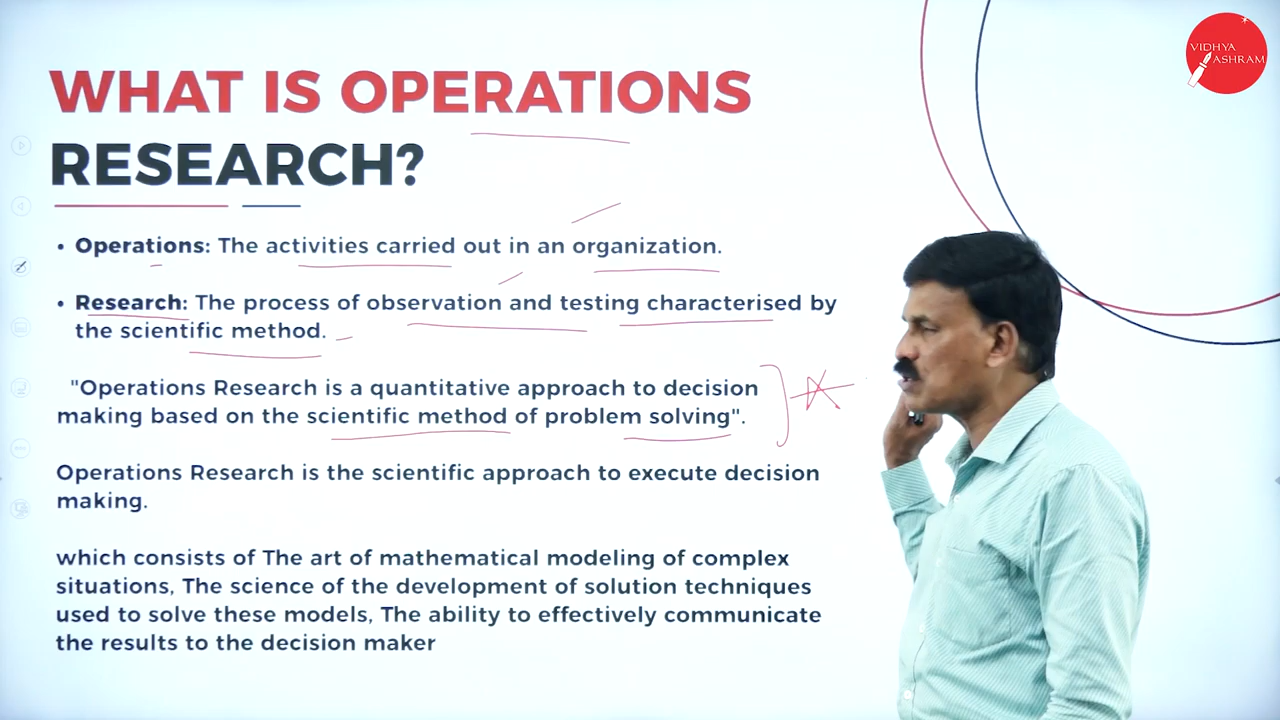 VIDHYA
ASHRAM
WHAT IS OPERATIONS
RESEARCH?
• Operations: The activities carried out in an organization.
• Research: The process of observation and testing characterised by
the scientific method.
"Operations Research is a quantitative approach to decision
making based on the scientific method of problem solving".
Operations Research is the scientific approach to execute decision
making.
which consists of The art of mathematical modeling of complex
situations, The science of the development of solution techniques
used to solve these models, The ability to effectively communicate
the results to the decision maker